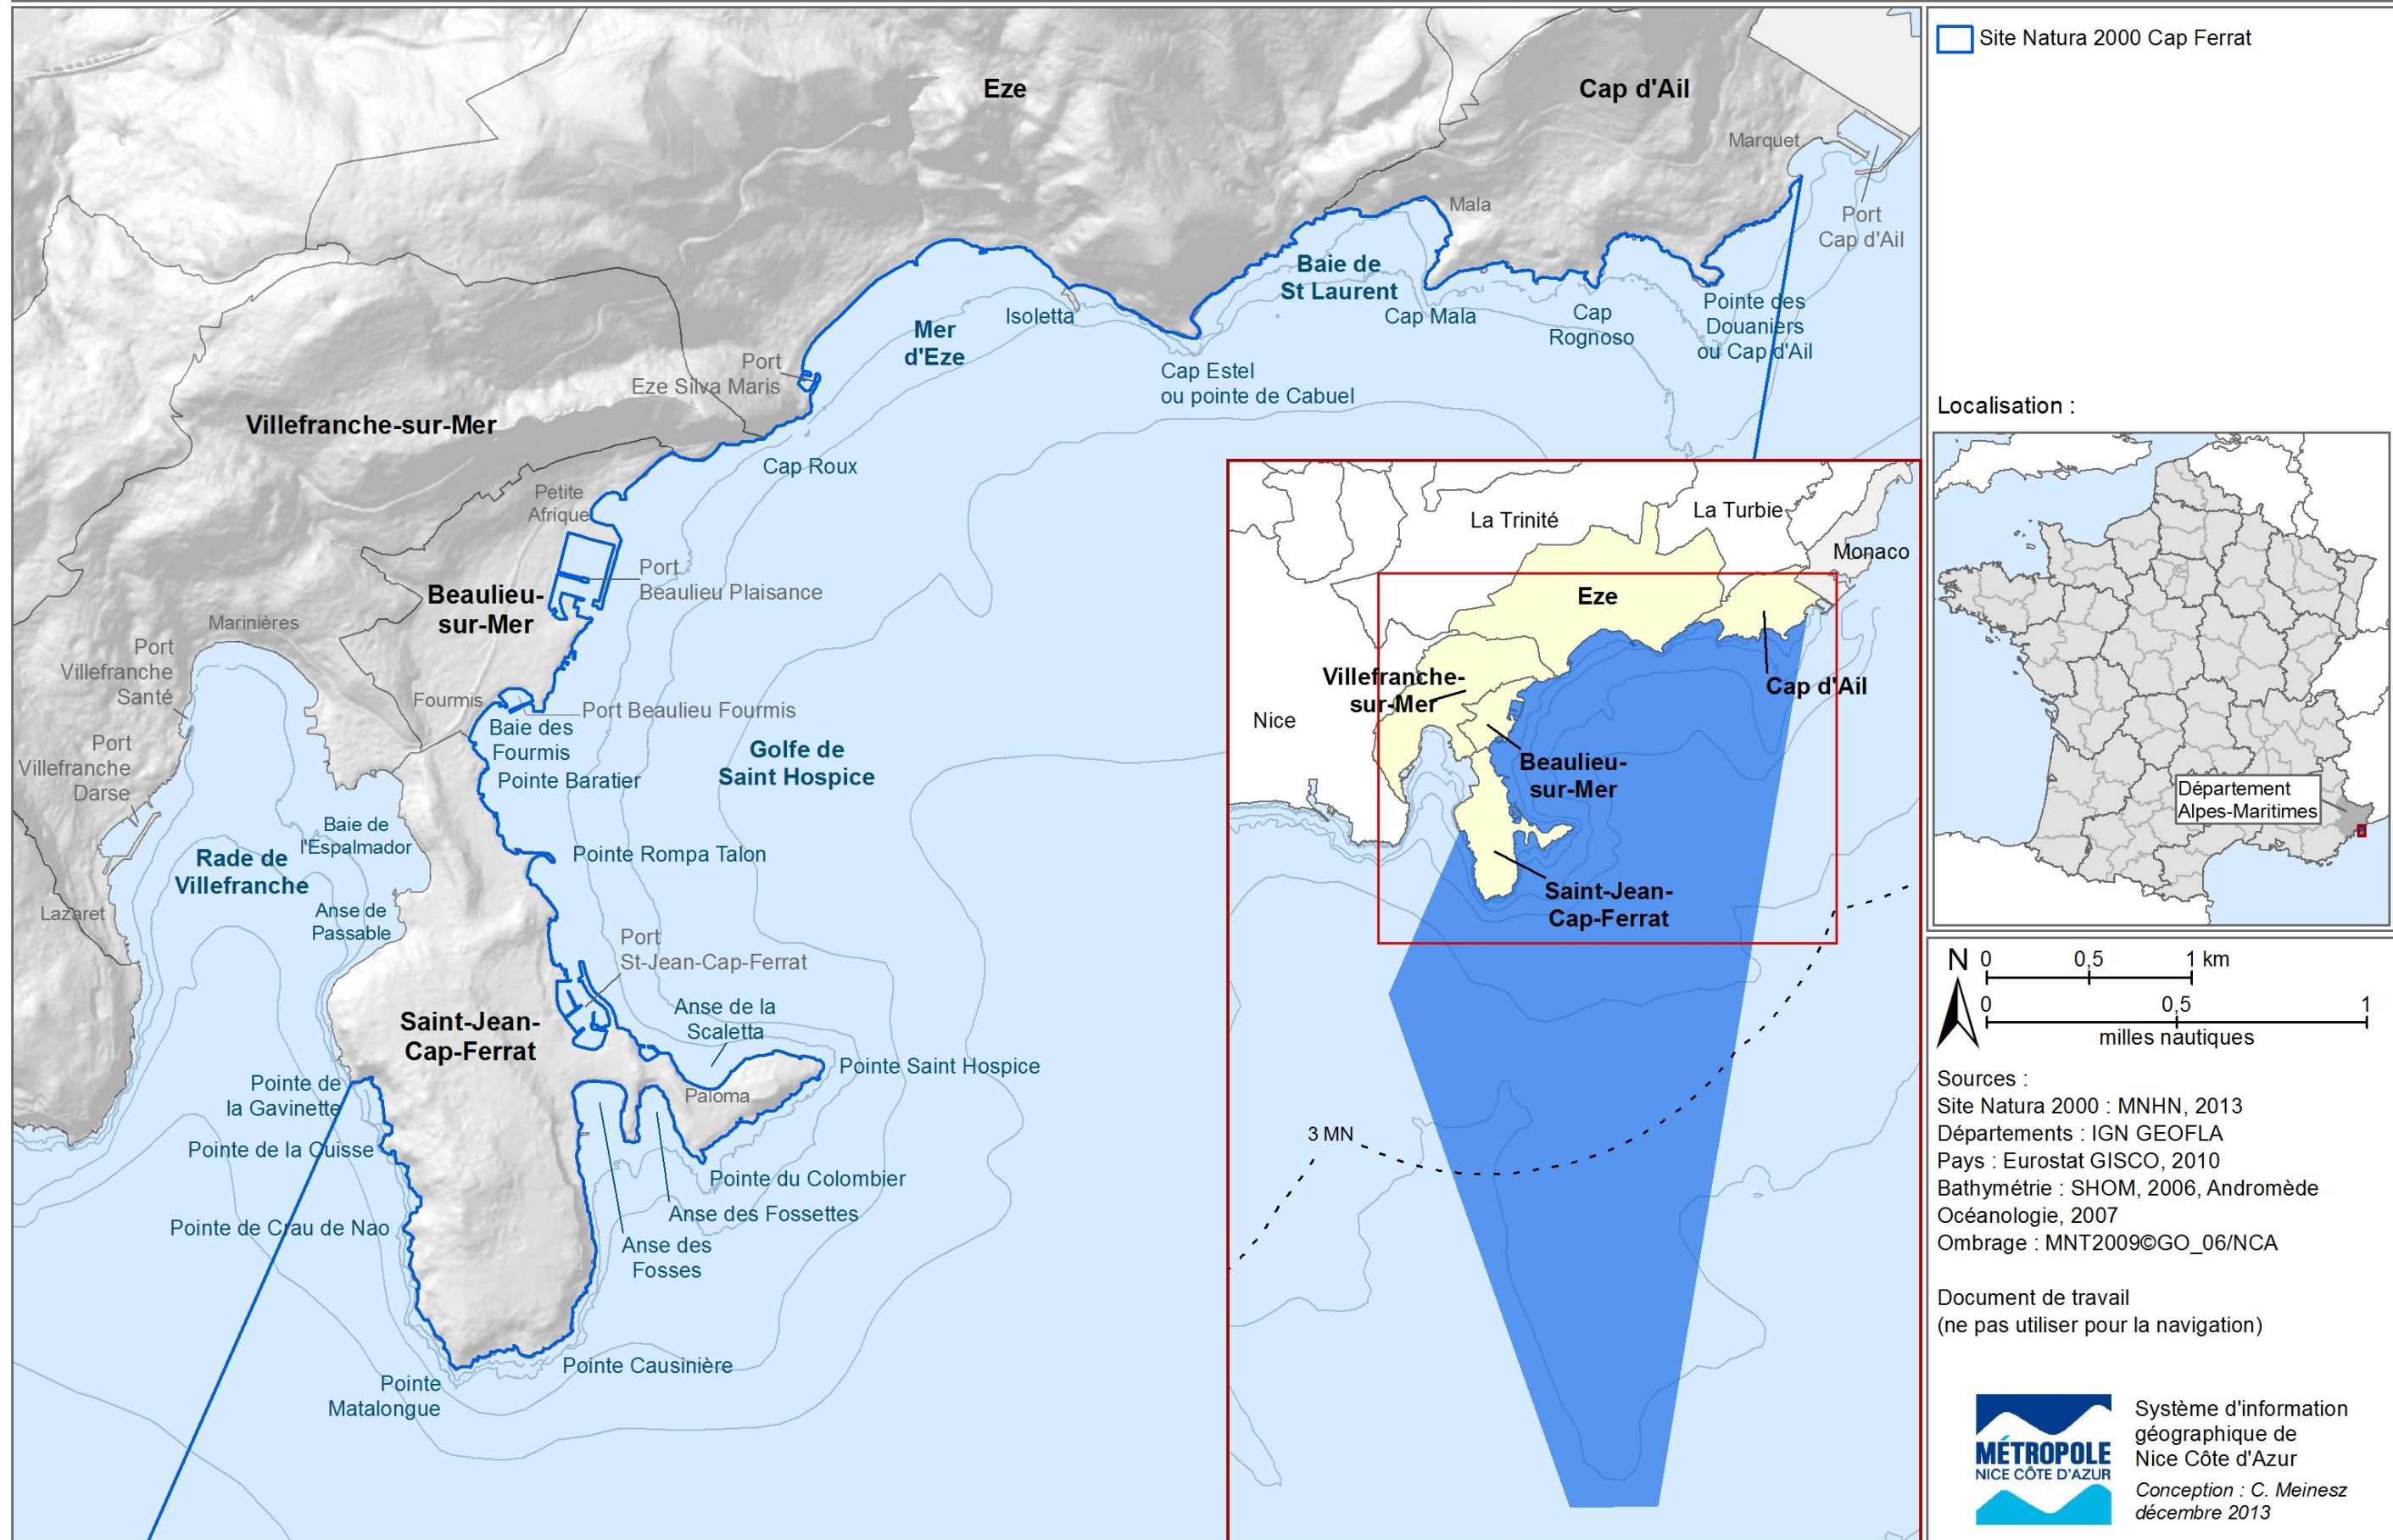 Eze
Cap d'Ail
Marquet
Port
Cap d'Ail
Mala
Baie de
St Laurent
Cap Mala
Cap
Rognoso
Pointe des
Douaniers
ou Cap d'Ail
Isoletta
Mer
d'Eze
Cap Estel
ou pointe de Cabuel
Port
Eze Silva Maris
Villefranche-sur-Mer
Cap Roux
Petite
Afrique
Port
Beaulieu Plaisance
Beaulieu-
sur-Mer
Marinières
Port
Villefranche
Santé
Fourmis
Port Beaulieu Fourmis
Baie des
Fourmis
Pointe Baratier
Golfe de
Saint Hospice
Port
Villefranche
Darse
Baie de
l'Espalmador
Rade de
Villefranche
Pointe Rompa Talon
Lazaret
Anse de
Passable
Port
St-Jean-Cap-Ferrat
Anse de la
Scaletta
Saint-Jean-
Cap-Ferrat
Pointe Saint Hospice
Paloma
Pointe de
la Gavinette
Pointe de la Cuisse
Pointe du Colombier
Anse des Fossettes
Pointe de Crau de Nao
Anse des
Fosses
Pointe Causinière
Pointe
Matalongue
La Trinité
La Turbie
Monaco
Eze
Villefranche-
sur-Mer
Cap d'Ail
Nice
Beaulieu-
sur-Mer
Saint-Jean-
Cap-Ferrat
3 MN
Site Natura 2000 Cap Ferrat
Localisation :
Département
Alpes-Maritimes
N
0 0,5 1 km
0 0,5 1
milles nautiques
Sources :
Site Natura 2000 : MNHN, 2013
Départements : IGN GEOFLA
Pays : Eurostat GISCO, 2010
Bathymétrie : SHOM, 2006, Andromède
Océanologie, 2007
Ombrage : MNT2009©GO_06/NCA
Document de travail
(ne pas utiliser pour la navigation)
MÉTROPOLE
NICE CÔTE D'AZUR
Système d'information
géographique de
Nice Côte d'Azur
Conception : C. Meinesz
décembre 2013